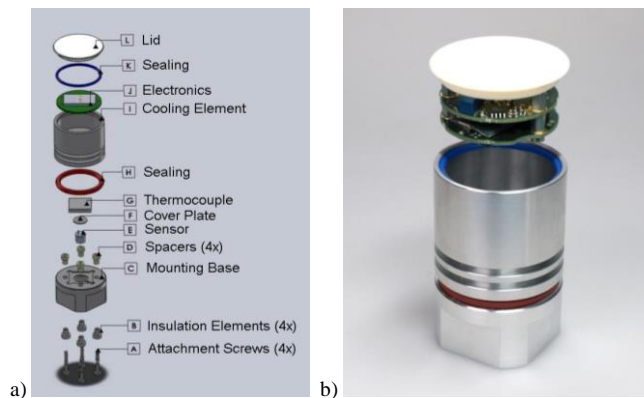 L Lid
K Sealing
J Electronics
I Cooling Element
H Sealing
G Thermocouple
F Cover Plate
E Sensor
D Spacers (4x)
C Mounting Base
B Insulation Elements (4x)
A Attachment Screws (4x)
a)
b)